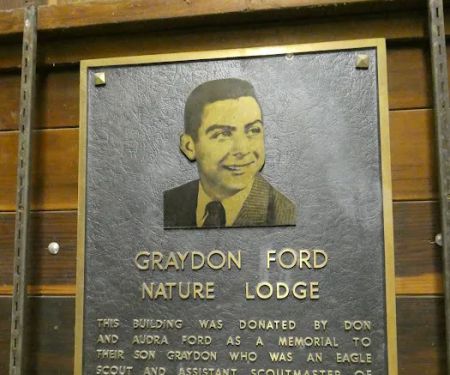 GRAYDON FORD
NATURE LODGE
THIS BUILDING WAS DONATED BY DON
AND AUDRA FORD AS A MEMORIAL TO
THEIR SON GRAYDON WHO WAS AN EAGLE
SCOUT AND ASSISTANT SCOUTMASTER OF